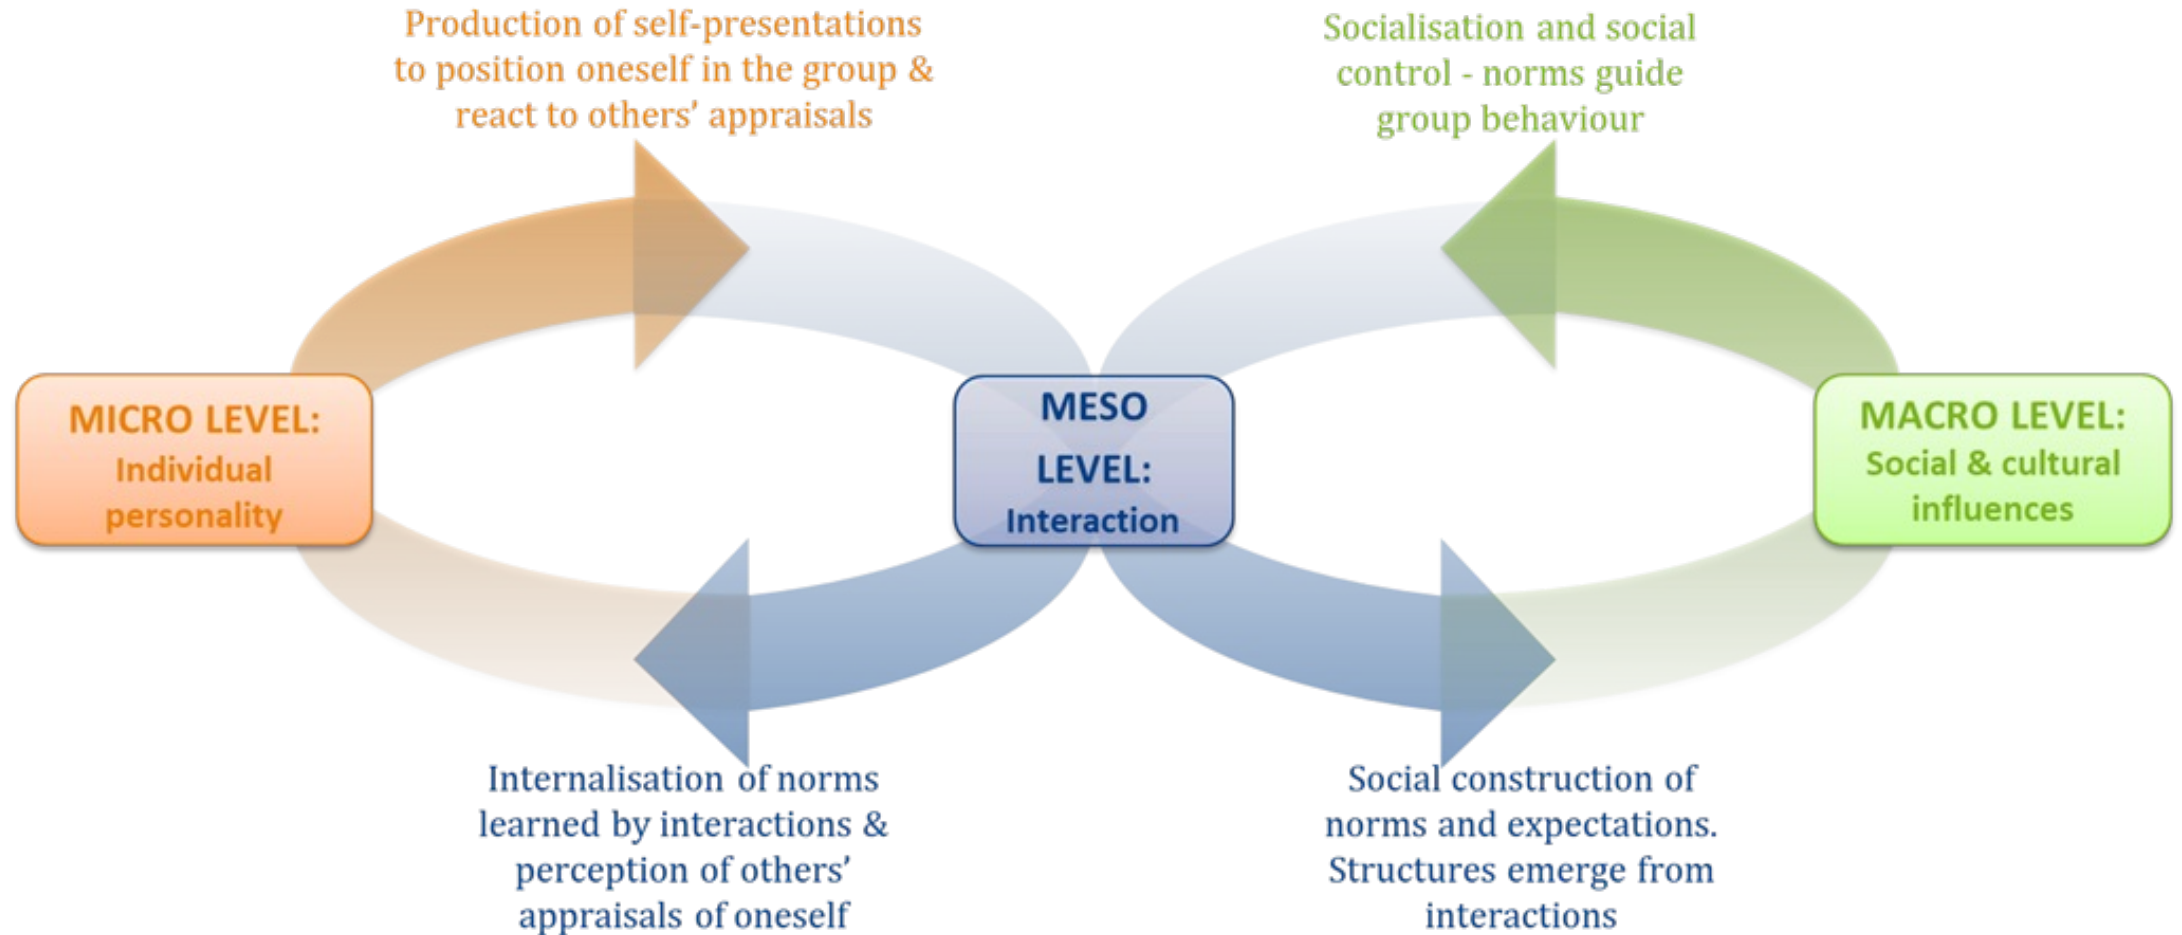 Production of self-presentations
to position oneself in the group &
react to others’ appraisals
Socialisation and social
control - norms guide
group behaviour
MICRO LEVEL:
Individual
personality
MESO
LEVEL:
Interaction
MACRO LEVEL:
Social & cultural
influences
Internalisation of norms
learned by interactions &
perception of others’
appraisals of oneself
Social construction of
norms and expectations.
Structures emerge from
interactions